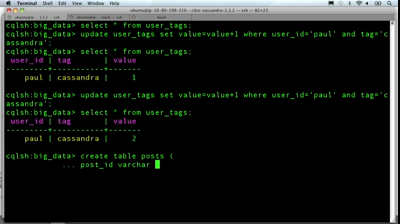 Terminal Shell Edit View Window Help
cqlsh:big_data> select * from user_tags;
cqlsh:big_data> update user_tags set value=value+1 where user_id='paul' and tag='c
assandra';
cqlsh:big_data> select * from user_tags;
user_id | tag | value
---------+-----------+-------
paul | cassandra | 1
cqlsh:big_data> update user_tags set value=value+1 where user_id='paul' and tag='c
assandra';
cqlsh:big_data> select * from user_tags;
user_id | tag | value
---------+-----------+-------
paul | cassandra | 2
cqlsh:big_data> create table posts (
... post_id varchar